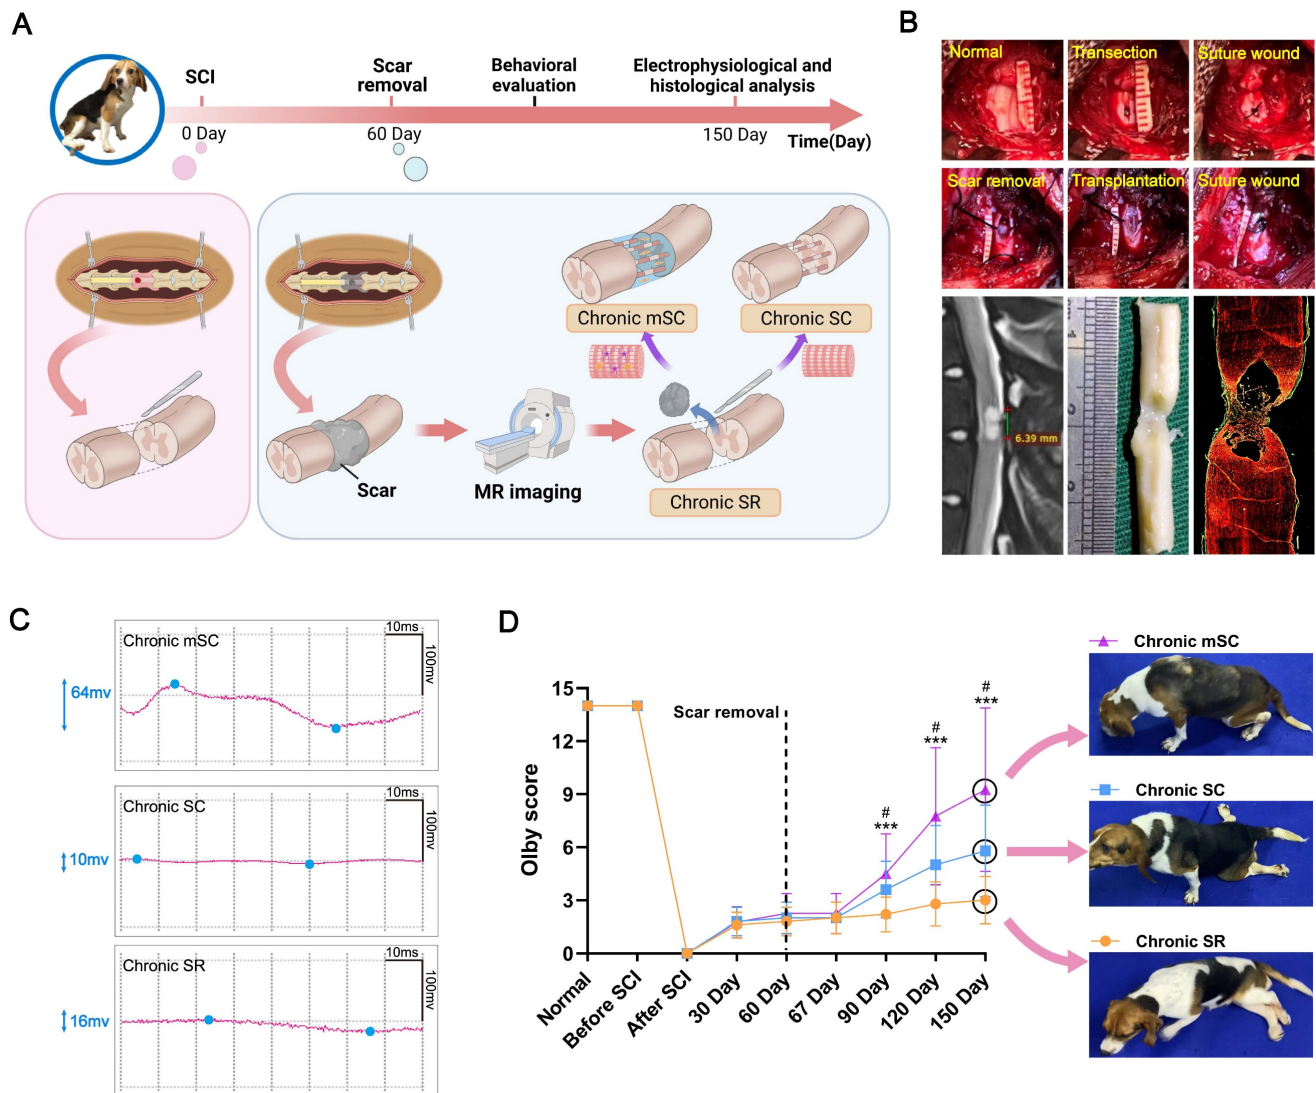 A
SCI
Scar
removal
Behavioral
evaluation
Electrophysiological and
histological analysis
0 Day
60 Day
150 Day
Time(Day)
Chronic mSC
Chronic SC
Scar
MR imaging
Chronic SR
B
Normal
Transection
Suture wound
Scar removal
Transplantation
Suture wound
6.39 mm
C
Chronic mSC
10ms
100mv
64mv
Chronic SC
10ms
100mv
10mv
Chronic SR
10ms
100mv
16mv
D
Olby score
15
12
9
6
3
0
Scar removal
#
***
#
***
#
***
Normal
Before SCI
After SCI
30 Day
60 Day
67 Day
90 Day
120 Day
150 Day
Chronic mSC
Chronic SC
Chronic SR